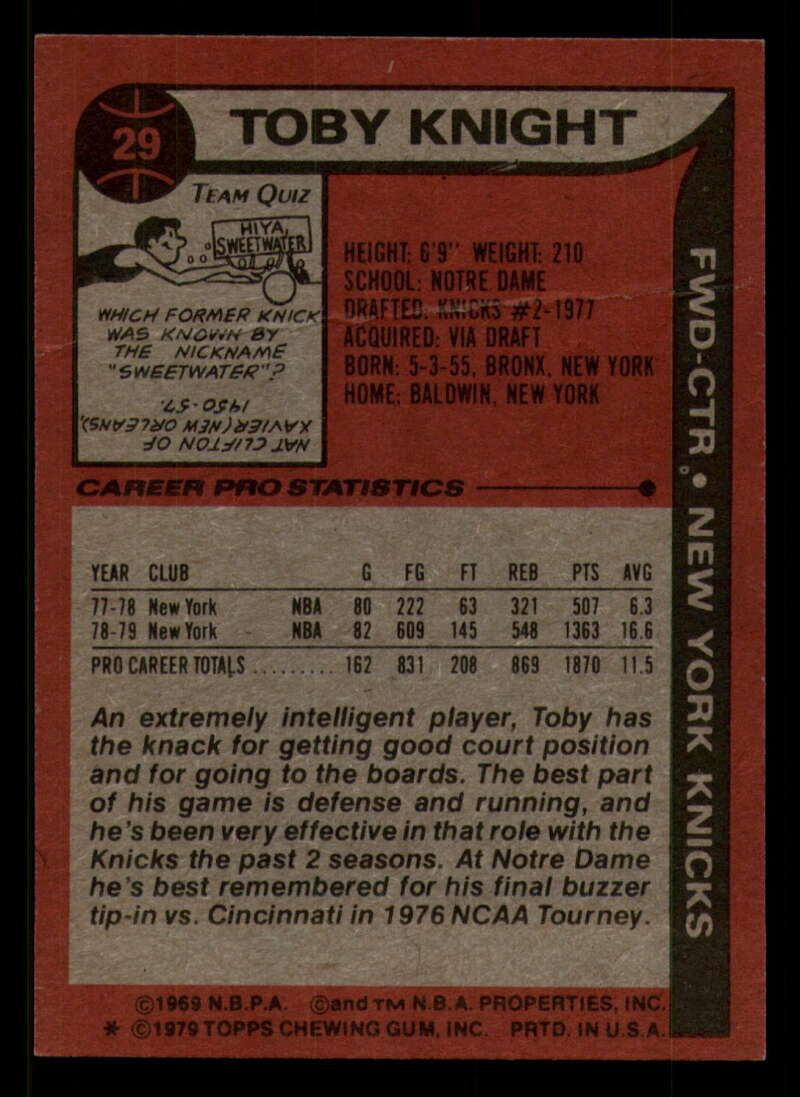 29
TOBY KNIGHT
TEAM QUIZ
HIYA,
SWEETWATER
WHICH FORMER KNICK
WAS KNOWN BY
THE NICKNAME
"SWEETWATER"?
NAT CLIFTON OF
XAVIER (NEW ORLEANS),
1950-57.
HEIGHT: 6'9" WEIGHT: 210
SCHOOL: NOTRE DAME
DRAFTED: KNICKS #2-1977
ACQUIRED: VIA DRAFT
BORN: 5-3-55, BRONX, NEW YORK
HOME: BALDWIN, NEW YORK
FWD-CTR. • NEW YORK KNICKS
CAREER PRO STATISTICS
YEAR CLUB G FG FT REB PTS AVG
77-78 New York NBA 80 222 63 321 507 6.3
78-79 New York NBA 82 609 145 548 1363 16.6
PRO CAREER TOTALS ......... 162 831 208 869 1870 11.5
An extremely intelligent player, Toby has
the knack for getting good court position
and for going to the boards. The best part
of his game is defense and running, and
he's been very effective in that role with the
Knicks the past 2 seasons. At Notre Dame
he's best remembered for his final buzzer
tip-in vs. Cincinnati in 1976 NCAA Tourney.
©1969 N.B.P.A. ©and TM N.B.A. PROPERTIES, INC.
* ©1979 TOPPS CHEWING GUM, INC. PRTD. IN U.S.A.